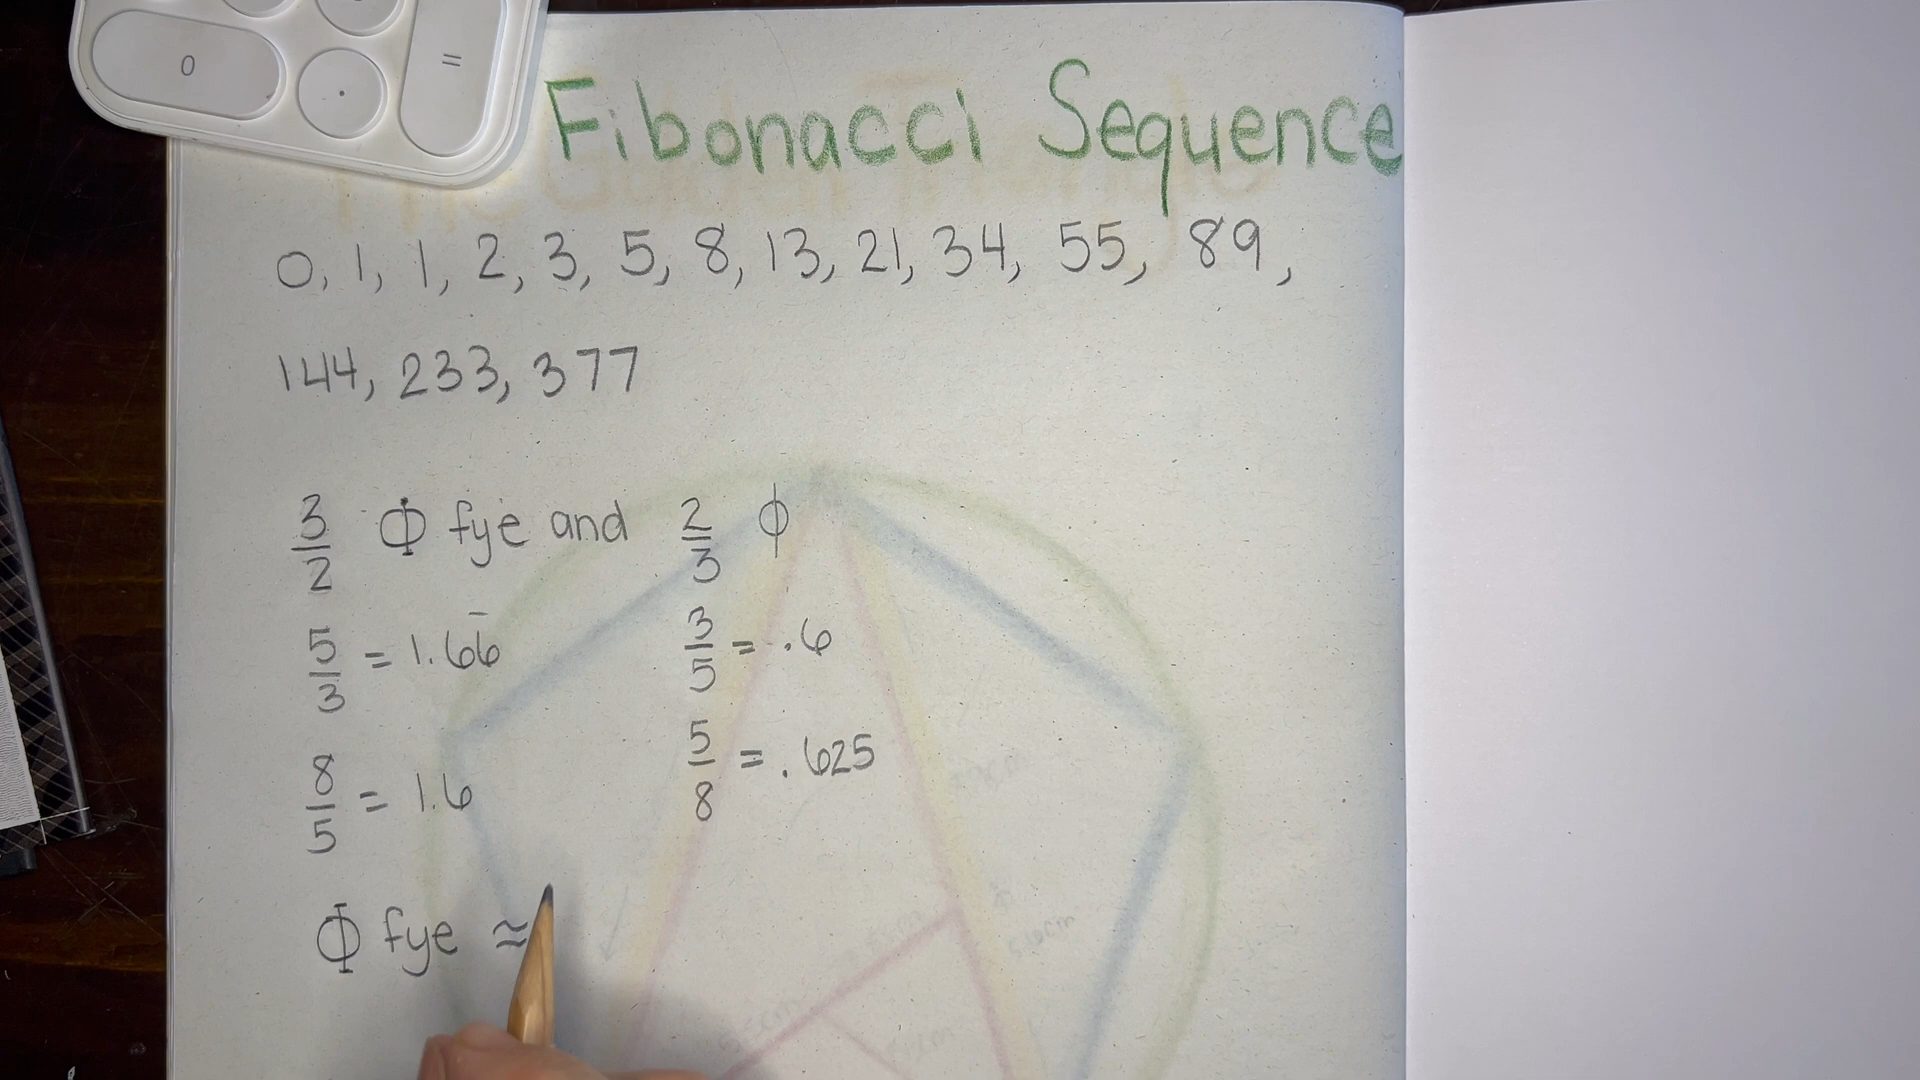 0 . =
Fibonacci Sequence
0, 1, 1, 2, 3, 5, 8, 13, 21, 34, 55, 89,
144, 233, 377
3/2 Φ fye and 2/3 ϕ
5/3 = 1.66̅
3/5 = .6
8/5 = 1.6
5/8 = .625
Φ fye ≈